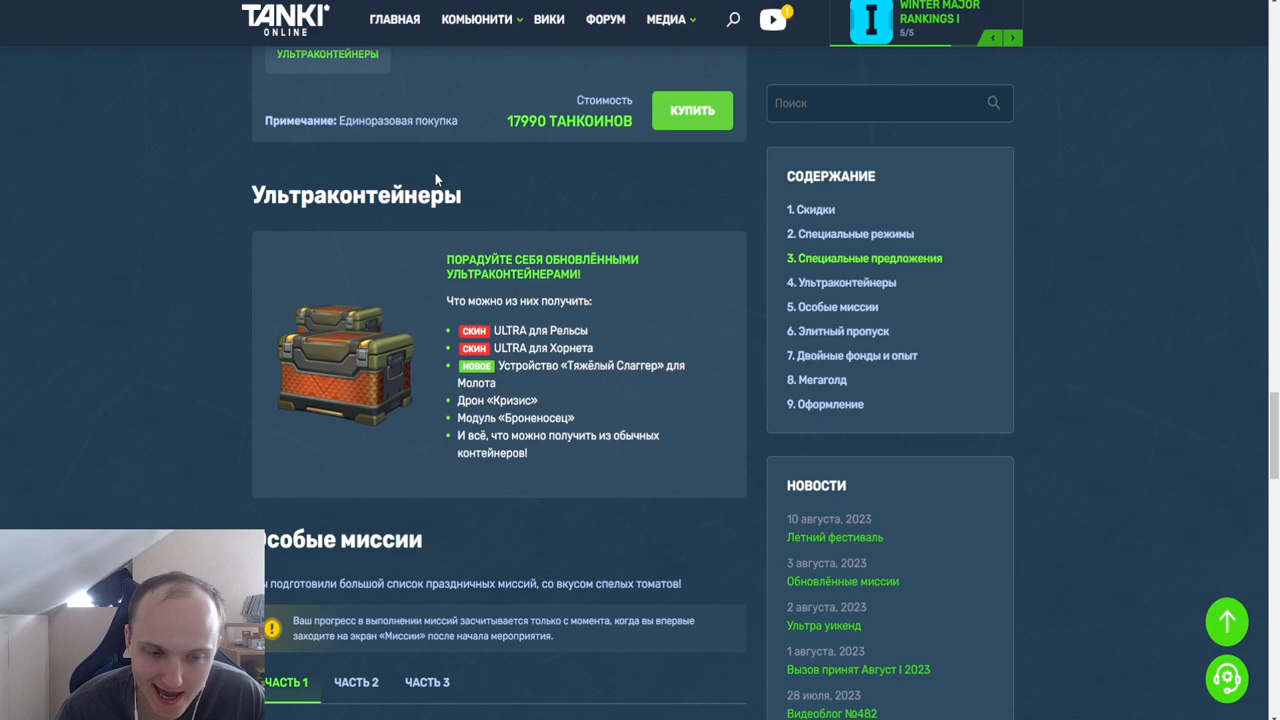 TANKI
ONLINE
ГЛАВНАЯ
КОМЬЮНИТИ
ВИКИ
ФОРУМ
МЕДИА
WINTER MAJOR
RANKINGS I
5/5
УЛЬТРАКОНТЕЙНЕРЫ
Примечание: Единоразовая покупка
Стоимость
17990 ТАНКОИНОВ
КУПИТЬ
Ультраконтейнеры
ПОРАДУЙТЕ СЕБЯ ОБНОВЛЁННЫМИ
УЛЬТРАКОНТЕЙНЕРАМИ!
Что можно из них получить:
СКИН ULTRA для Рельсы
СКИН ULTRA для Хорнета
НОВОЕ Устройство «Тяжёлый Слаггер» для
Молота
Дрон «Кризис»
Модуль «Броненосец»
И всё, что можно получить из обычных
контейнеров!
собые миссии
подготовили большой список праздничных миссий, со вкусом спелых томатов!
Ваш прогресс в выполнении миссий засчитывается только с момента, когда вы впервые
заходите на экран «Миссии» после начала мероприятия.
ЧАСТЬ 1
ЧАСТЬ 2
ЧАСТЬ 3
Поиск
СОДЕРЖАНИЕ
1. Скидки
2. Специальные режимы
3. Специальные предложения
4. Ультраконтейнеры
5. Особые миссии
6. Элитный пропуск
7. Двойные фонды и опыт
8. Мегаголд
9. Оформление
НОВОСТИ
10 августа, 2023
Летний фестиваль
3 августа, 2023
Обновлённые миссии
2 августа, 2023
Ультра уикенд
1 августа, 2023
Вызов принят Август I 2023
28 июля, 2023
Видеоблог №482